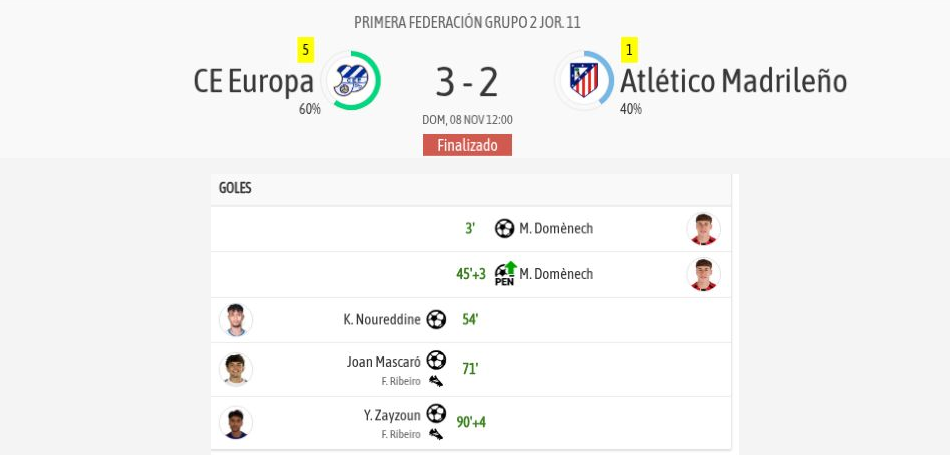 PRIMERA FEDERACIÓN GRUPO 2 JOR. 11
5
1
CE Europa
3 - 2
Atlético Madrileño
60%
40%
DOM, 08 NOV 12:00
Finalizado
GOLES
3' M. Domènech
45'+3 PEN M. Domènech
K. Noureddine 54'
Joan Mascaró
71'
F. Ribeiro
Y. Zayzoun
90'+4
F. Ribeiro